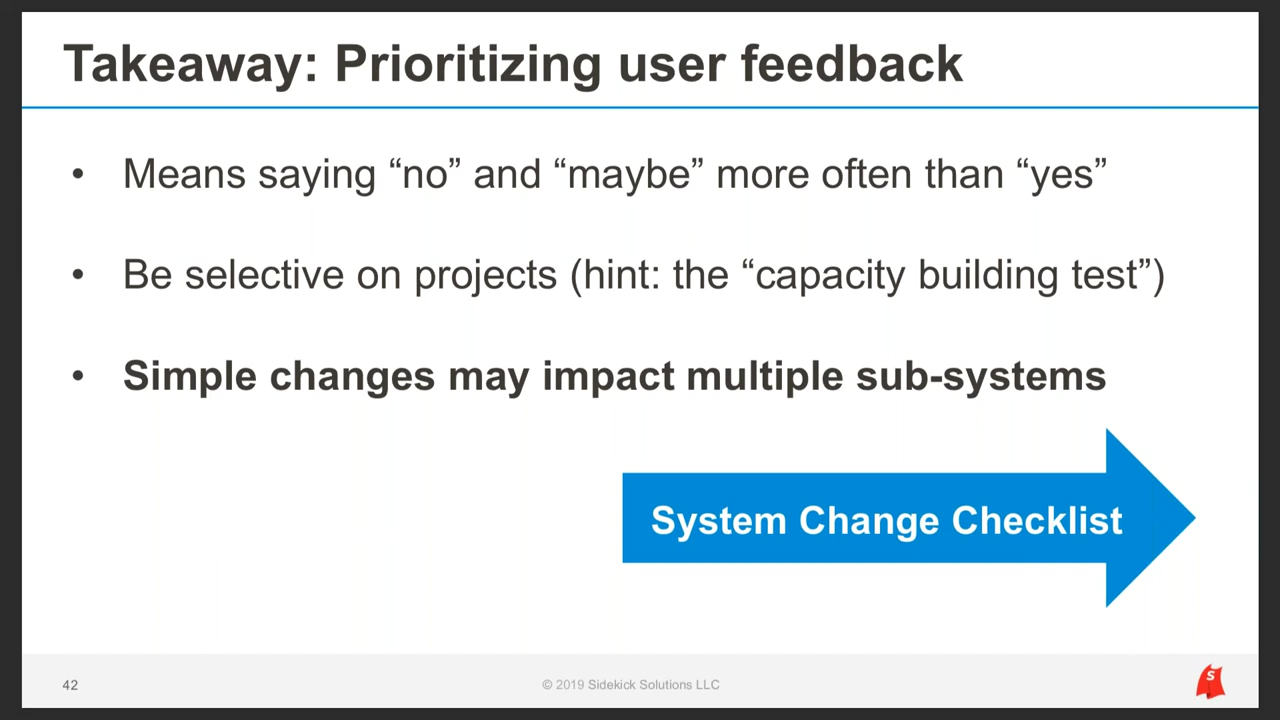 Takeaway: Prioritizing user feedback
• Means saying “no” and “maybe” more often than “yes”
• Be selective on projects (hint: the “capacity building test”)
• Simple changes may impact multiple sub-systems
System Change Checklist
42
© 2019 Sidekick Solutions LLC
S